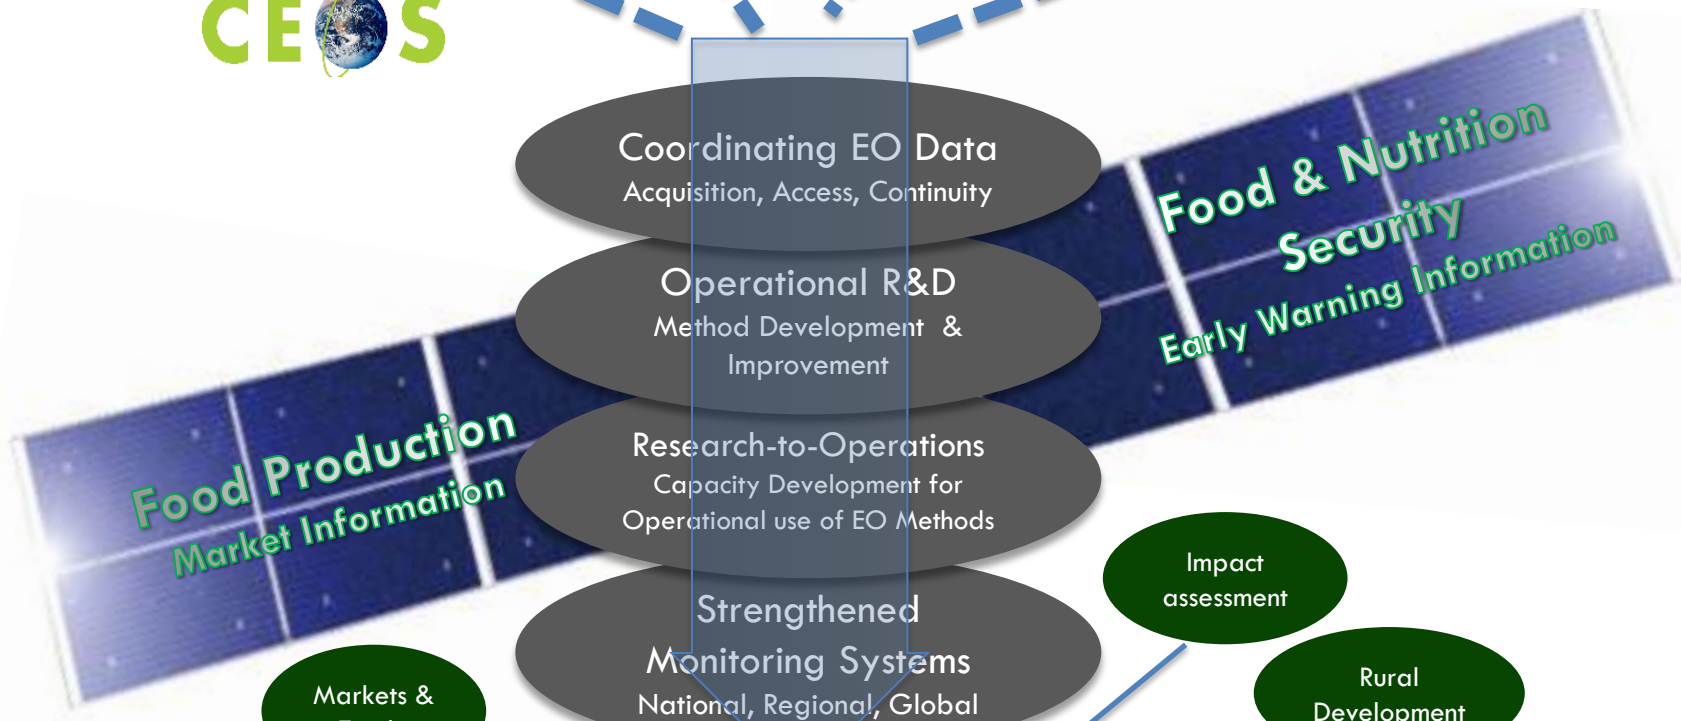 CEOS
Coordinating EO Data
Acquisition, Access, Continuity
Operational R&D
Method Development &
Improvement
Research-to-Operations
Capacity Development for
Operational use of EO Methods
Strengthened
Monitoring Systems
National, Regional, Global
Food & Nutrition
Security
Early Warning Information
Food Production
Market Information
Impact
assessment
Rural
Development
Markets &